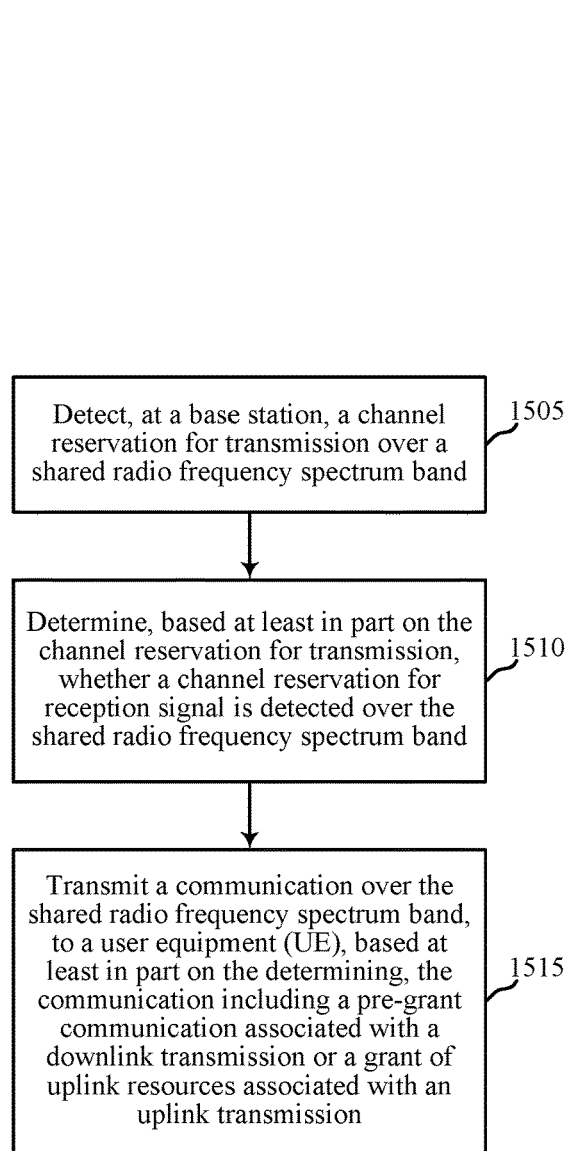 Detect, at a base station, a channel
reservation for transmission over a
shared radio frequency spectrum band
1505
Determine, based at least in part on the
channel reservation for transmission,
whether a channel reservation for
reception signal is detected over the
shared radio frequency spectrum band
1510
Transmit a communication over the
shared radio frequency spectrum band,
to a user equipment (UE), based at
least in part on the determining, the
communication including a pre-grant
communication associated with a
downlink transmission or a grant of
uplink resources associated with an
uplink transmission
1515